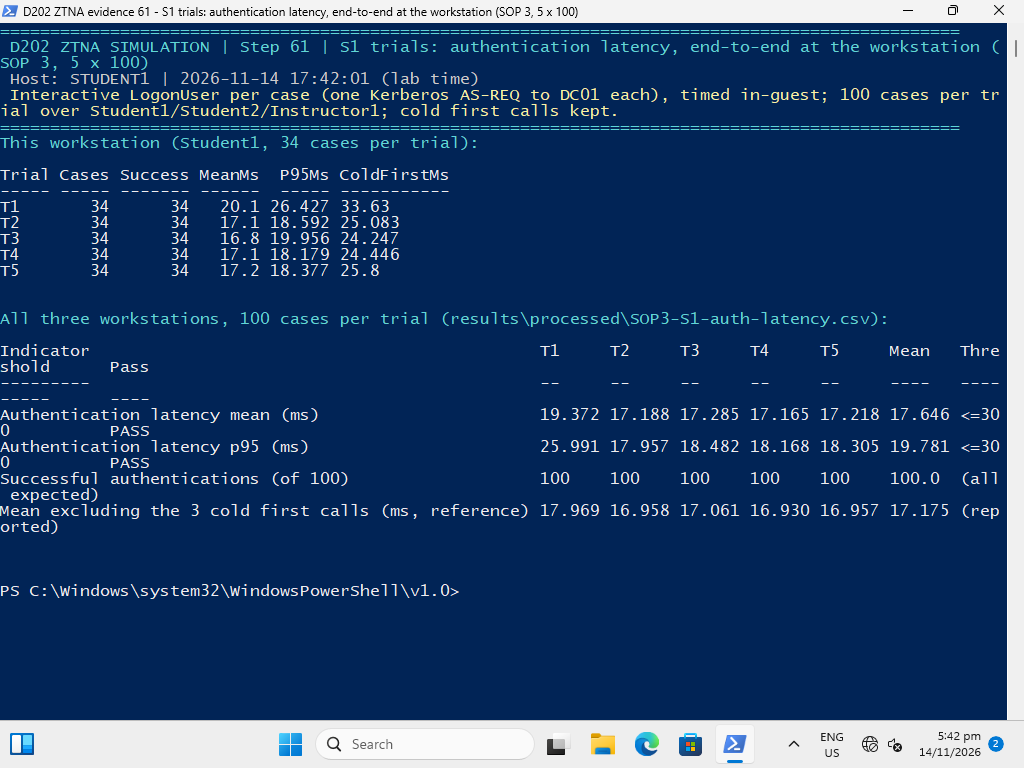 D202 ZTNA evidence 61 - S1 trials: authentication latency, end-to-end at the workstation (SOP 3, 5 x 100)
================================================================================================
 D202 ZTNA SIMULATION | Step 61 | S1 trials: authentication latency, end-to-end at the workstation (
SOP 3, 5 x 100)
 Host: STUDENT1 | 2026-11-14 17:42:01 (lab time)
 Interactive LogonUser per case (one Kerberos AS-REQ to DC01 each), timed in-guest; 100 cases per tr
ial over Student1/Student2/Instructor1; cold first calls kept.
================================================================================================
This workstation (Student1, 34 cases per trial):
Trial Cases Success MeanMs  P95Ms ColdFirstMs
----- ----- ------- ------  ----- -----------
T1       34      34   20.1 26.427 33.63
T2       34      34   17.1 18.592 25.083
T3       34      34   16.8 19.956 24.247
T4       34      34   17.1 18.179 24.446
T5       34      34   17.2 18.377 25.8
All three workstations, 100 cases per trial (results\processed\SOP3-S1-auth-latency.csv):
Indicator                                             T1     T2     T3     T4     T5     Mean   Thre
shold      Pass
---------                                             --     --     --     --     --     ----   ----
-----      ----
Authentication latency mean (ms)                      19.372 17.188 17.285 17.165 17.218 17.646 <=30
0          PASS
Authentication latency p95 (ms)                       25.991 17.957 18.482 18.168 18.305 19.781 <=30
0          PASS
Successful authentications (of 100)                   100    100    100    100    100    100.0  (all
 expected)
Mean excluding the 3 cold first calls (ms, reference) 17.969 16.958 17.061 16.930 16.957 17.175 (rep
orted)
PS C:\Windows\system32\WindowsPowerShell\v1.0>
Search
ENG
US
5:42 pm
14/11/2026
2